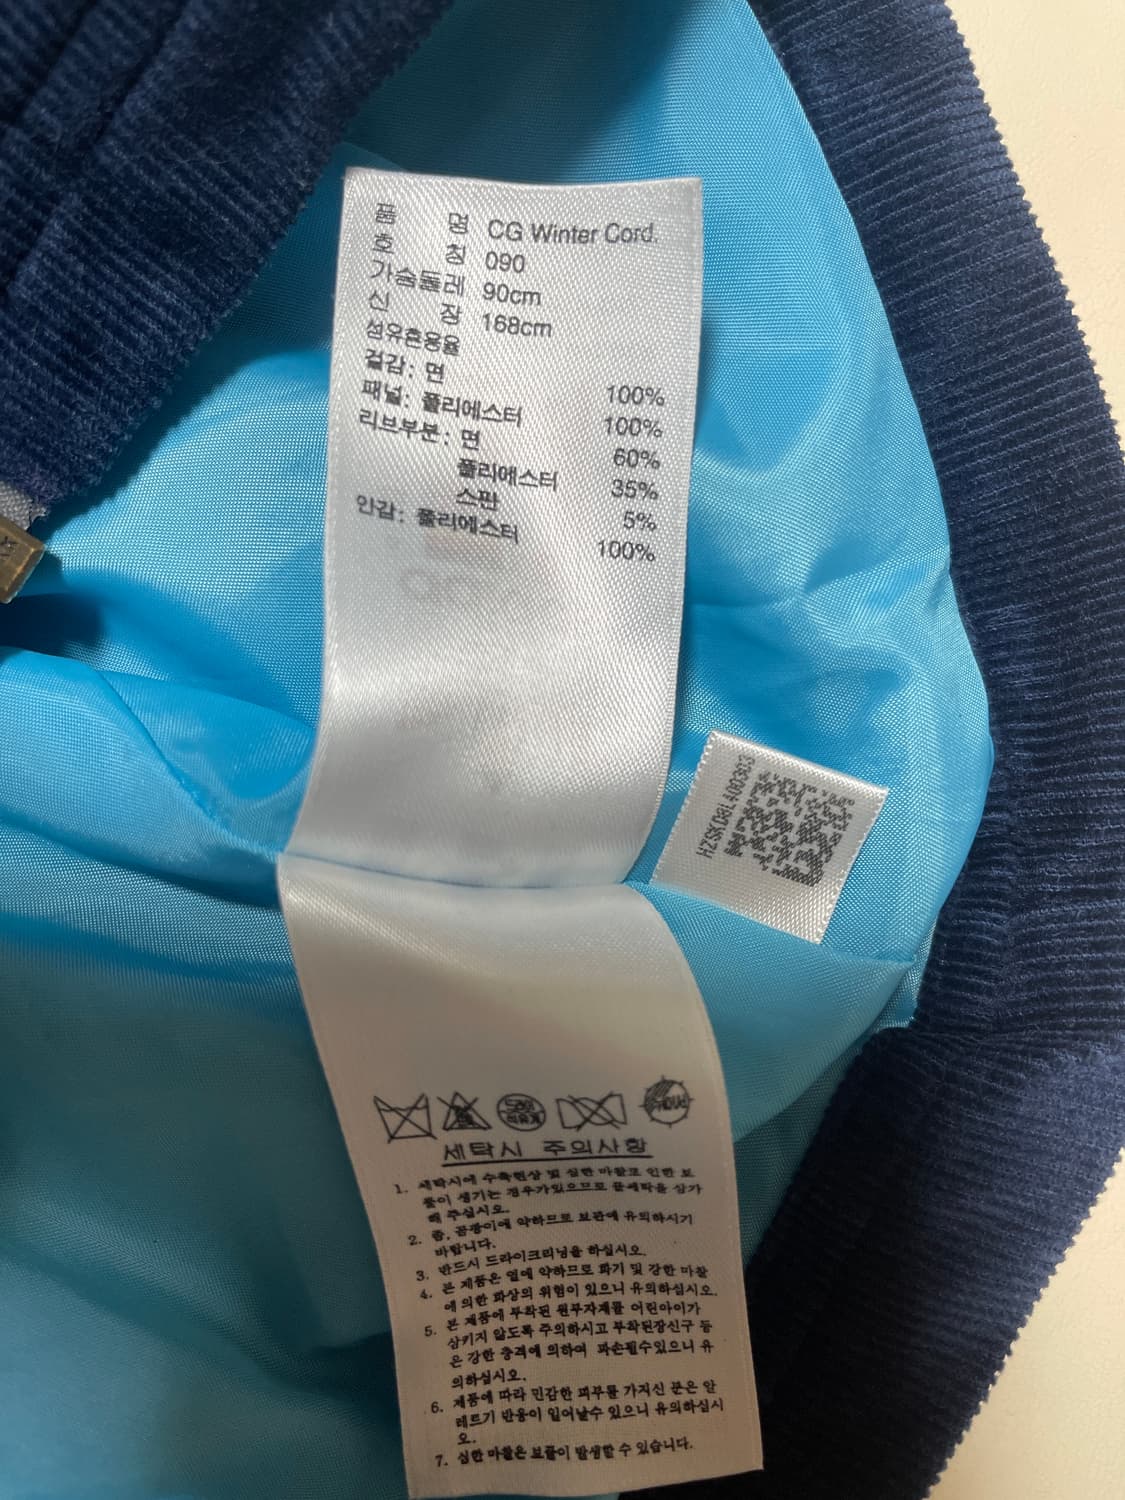 품 명 CG Winter Cord.
호 칭 090
가슴둘레 90cm
신 장 168cm
섬유혼용율
겉감: 면 100%
패널: 폴리에스터 100%
리브부분: 면 60%
폴리에스터 35%
스판 5%
안감: 폴리에스터 100%
세탁시 주의사항
1. 세탁시에 수축현상 및 심한 마찰로 인한 보
풀이 생기는 경우가있으므로 물세탁을 삼가
해 주십시오.
2. 좀, 곰팡이에 약하므로 보관에 유의하시기
바랍니다.
3. 반드시 드라이크리닝을 하십시오.
4. 본 제품은 열에 약하므로 화기 및 강한 마찰
에 의한 화상의 위험이 있으니 유의하십시오.
5. 본 제품에 부착된 원부자재를 어린아이가
삼키지 않도록 주의하시고 부착된장신구 등
은 강한 충격에 의하여 파손될수있으니 유
의하십시오.
6. 제품에 따라 민감한 피부를 가지신 분은 알
레르기 반응이 일어날수 있으니 유의하십시
오.
7. 심한 마찰은 보풀이 발생할 수 있습니다.